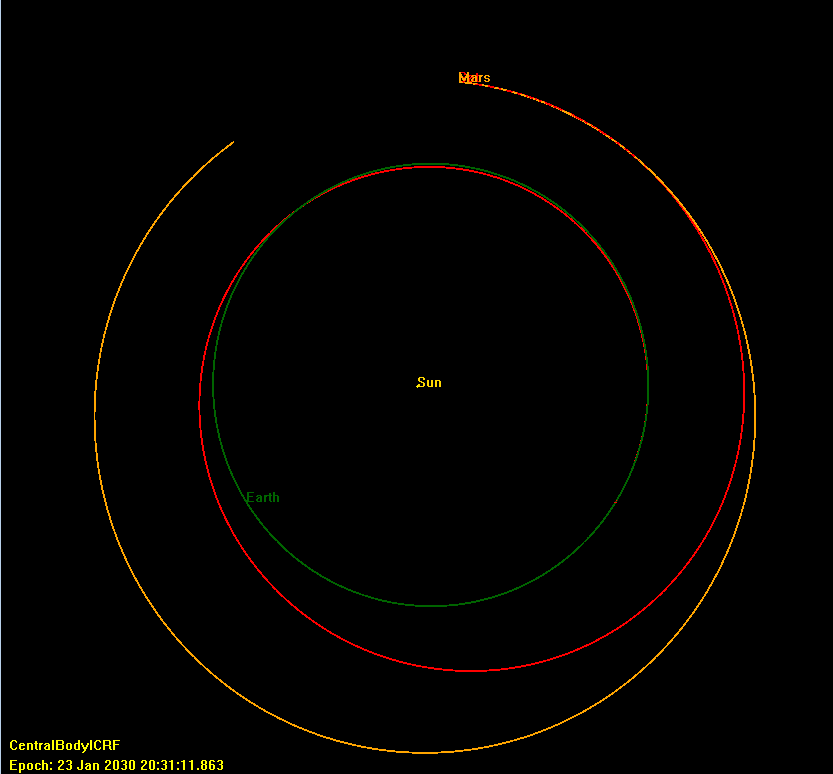 Mars
Sun
Earth
CentralBodyICRF
Epoch: 23 Jan 2030 20:31:11.863